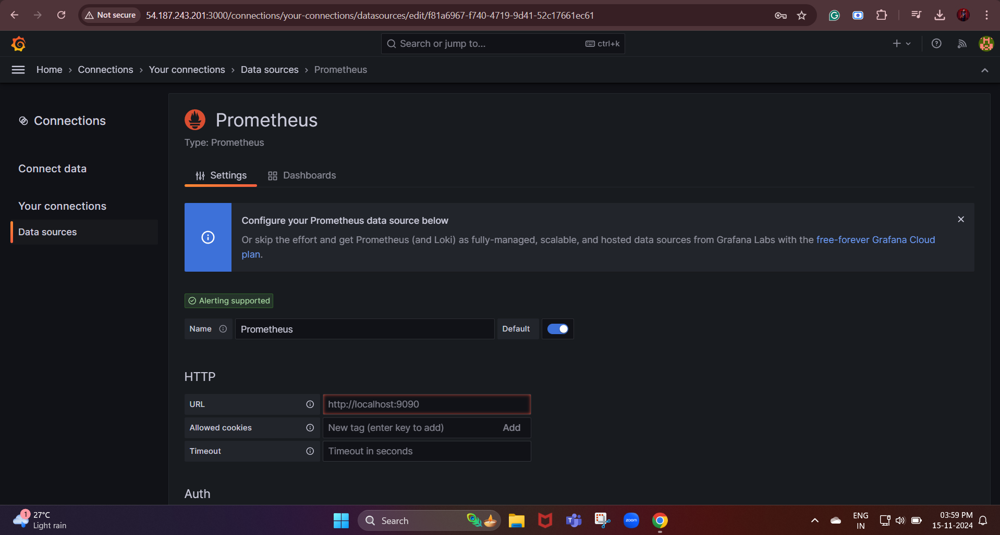 Not secure
54.187.243.201:3000/connections/your-connections/datasources/edit/f81a6967-f740-4719-9d41-52c17661ec61
Search or jump to...
ctrl+k
Home › Connections › Your connections › Data sources › Prometheus
Connections
Connect data
Your connections
Data sources
Prometheus
Type: Prometheus
Settings
Dashboards
Configure your Prometheus data source below
Or skip the effort and get Prometheus (and Loki) as fully-managed, scalable, and hosted data sources from Grafana Labs with the free-forever Grafana Cloud
plan.
Alerting supported
Name
Prometheus
Default
HTTP
URL
http://localhost:9090
Allowed cookies
New tag (enter key to add)
Add
Timeout
Timeout in seconds
Auth
1
27°C
Light rain
Search
T
zoom
ENG
IN
03:59 PM
15-11-2024